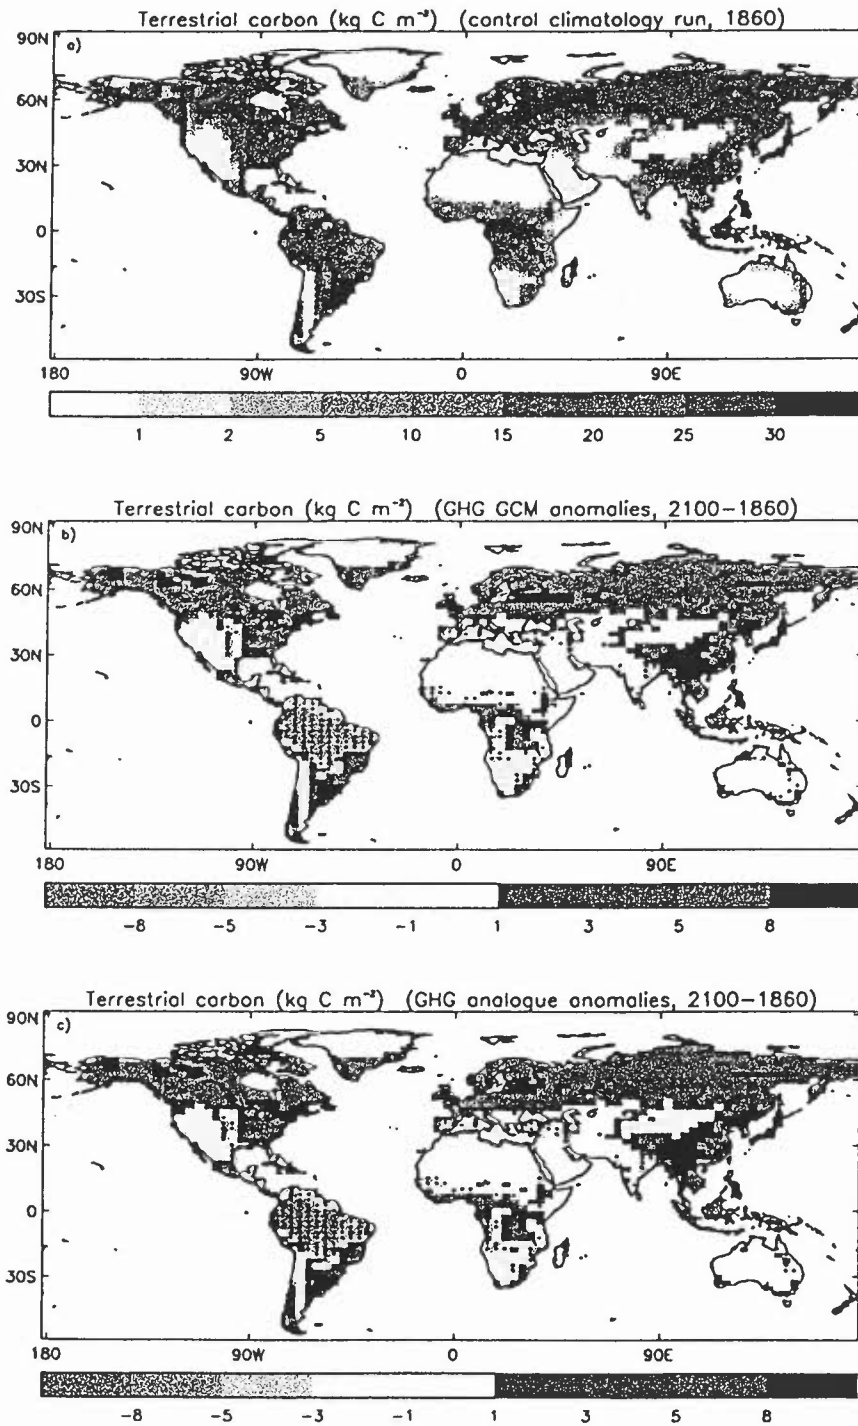 Terrestrial carbon (kg C m⁻²) (control climatology run, 1860)
a)
90N
60N
30N
0
30S
180 90W 0 90E
1 2 5 10 15 20 25 30
Terrestrial carbon (kg C m⁻²) (GHG GCM anomalies, 2100-1860)
b)
90N
60N
30N
0
30S
180 90W 0 90E
-8 -5 -3 -1 1 3 5 8
Terrestrial carbon (kg C m⁻²) (GHG analogue anomalies, 2100-1860)
c)
90N
60N
30N
0
30S
180 90W 0 90E
-8 -5 -3 -1 1 3 5 8